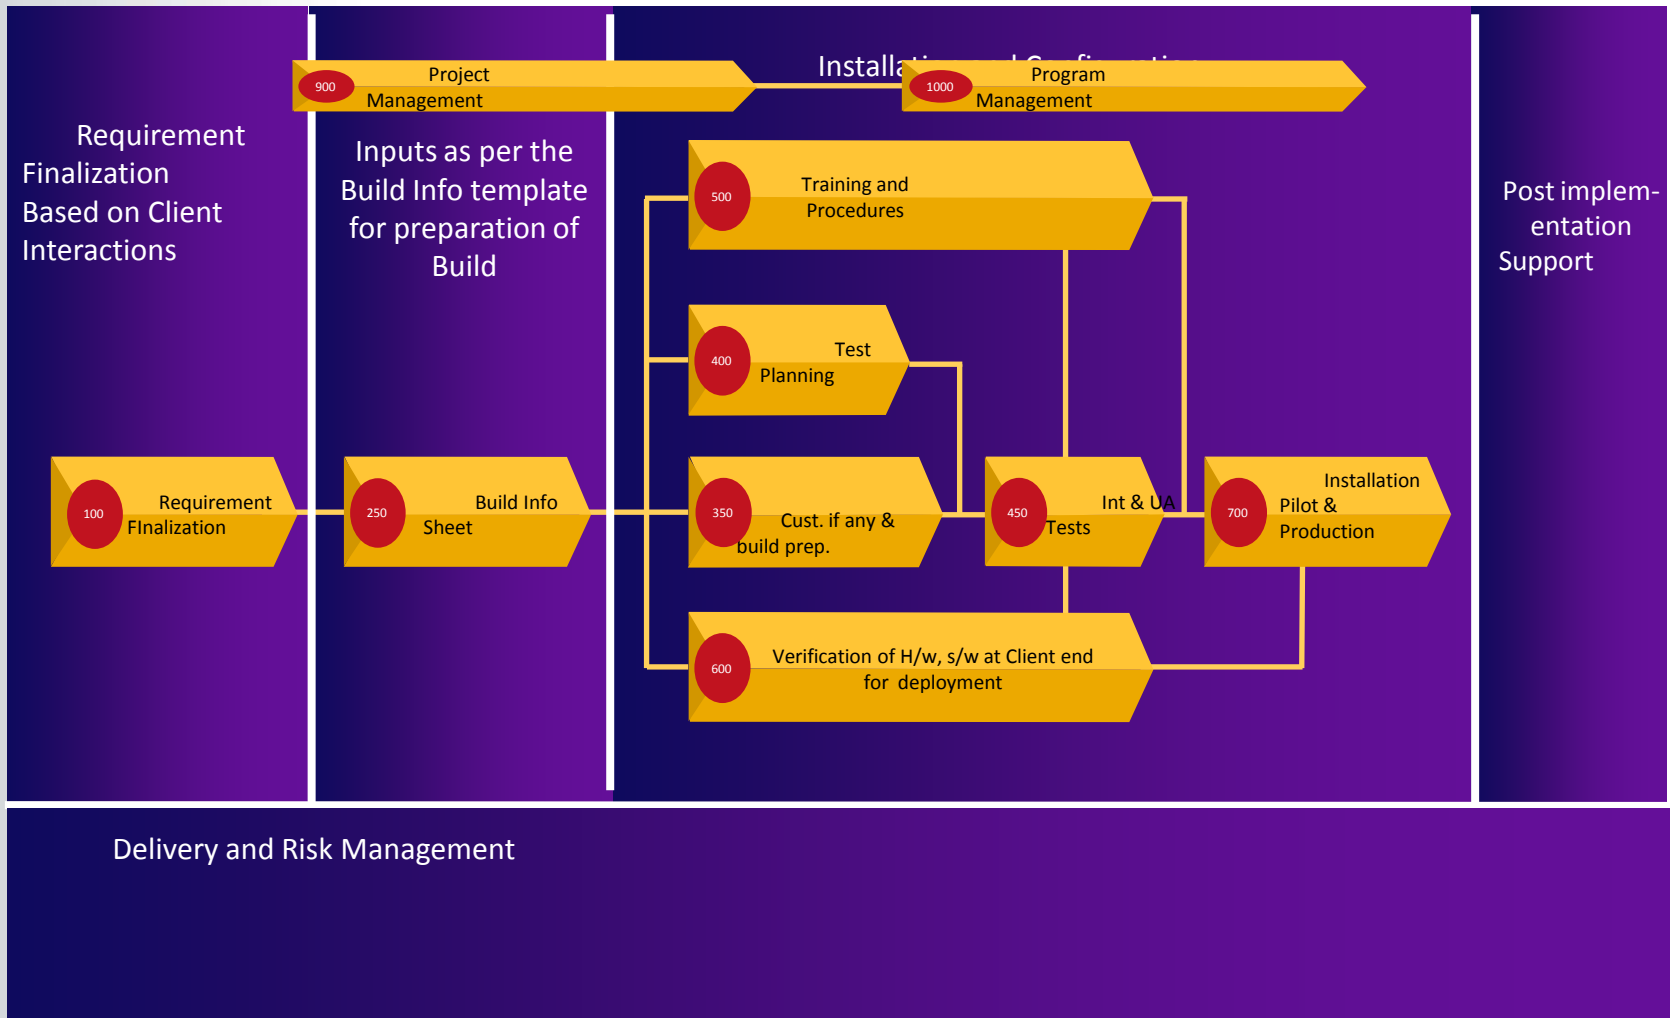 Installation and Configuration
900
Project
Management
1000
Program
Management
Requirement
Finalization
Based on Client
Interactions
Inputs as per the
Build Info template
for preparation of
Build
Post implem-
entation
Support
500
Training and
Procedures
400
Test
Planning
100
Requirement
FInalization
250
Build Info
Sheet
350
Cust. if any &
build prep.
450
Int & UA
Tests
700
Installation
Pilot &
Production
600
Verification of H/w, s/w at Client end
for deployment
Delivery and Risk Management